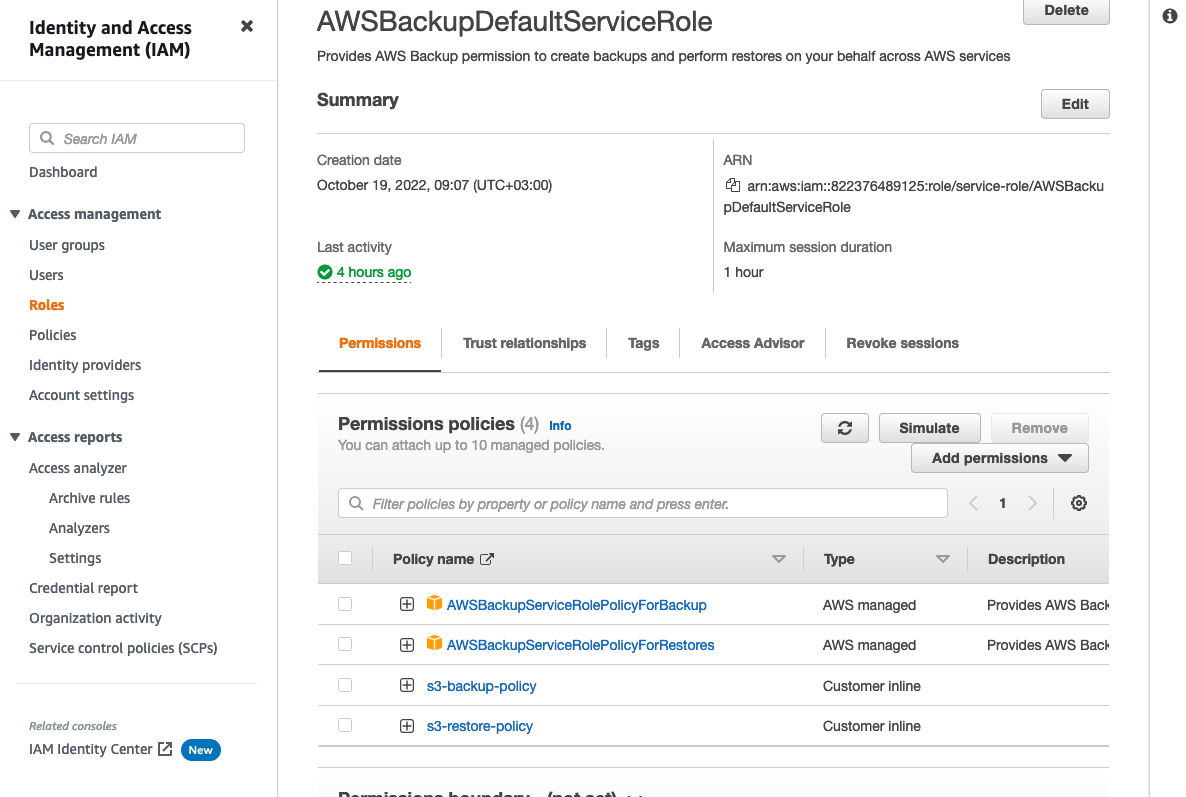 Identity and Access
Management (IAM)
Search IAM
Dashboard
Access management
User groups
Users
Roles
Policies
Identity providers
Account settings
Access reports
Access analyzer
Archive rules
Analyzers
Settings
Credential report
Organization activity
Service control policies (SCPs)
Related consoles
IAM Identity Center New
AWSBackupDefaultServiceRole
Delete
Provides AWS Backup permission to create backups and perform restores on your behalf across AWS services
Summary
Edit
Creation date
October 19, 2022, 09:07 (UTC+03:00)
ARN
arn:aws:iam::822376489125:role/service-role/AWSBacku
pDefaultServiceRole
Last activity
4 hours ago
Maximum session duration
1 hour
Permissions Trust relationships Tags Access Advisor Revoke sessions
Permissions policies (4) Info
You can attach up to 10 managed policies.
Simulate Remove
Add permissions
Filter policies by property or policy name and press enter.
1
Policy name Type Description
AWSBackupServiceRolePolicyForBackup AWS managed Provides AWS Back
AWSBackupServiceRolePolicyForRestores AWS managed Provides AWS Back
s3-backup-policy Customer inline
s3-restore-policy Customer inline
Permissions boundary - (not set)